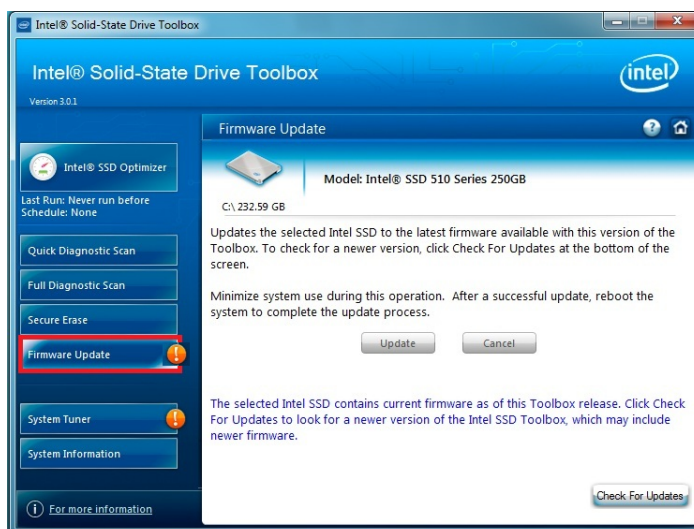 Intel® Solid-State Drive Toolbox
Intel® Solid-State Drive Toolbox
Version 3.0.1
intel
Firmware Update
?
Intel® SSD Optimizer
Last Run: Never run before
Schedule: None
Quick Diagnostic Scan
Full Diagnostic Scan
Secure Erase
Firmware Update
!
System Tuner
!
System Information
i For more information
Model: Intel® SSD 510 Series 250GB
C:\ 232.59 GB
Updates the selected Intel SSD to the latest firmware available with this version of the
Toolbox. To check for a newer version, click Check For Updates at the bottom of the
screen.
Minimize system use during this operation.  After a successful update, reboot the
system to complete the update process.
Update
Cancel
The selected Intel SSD contains current firmware as of this Toolbox release. Click Check
For Updates to look for a newer version of the Intel SSD Toolbox, which may include
newer firmware.
Check For Updates